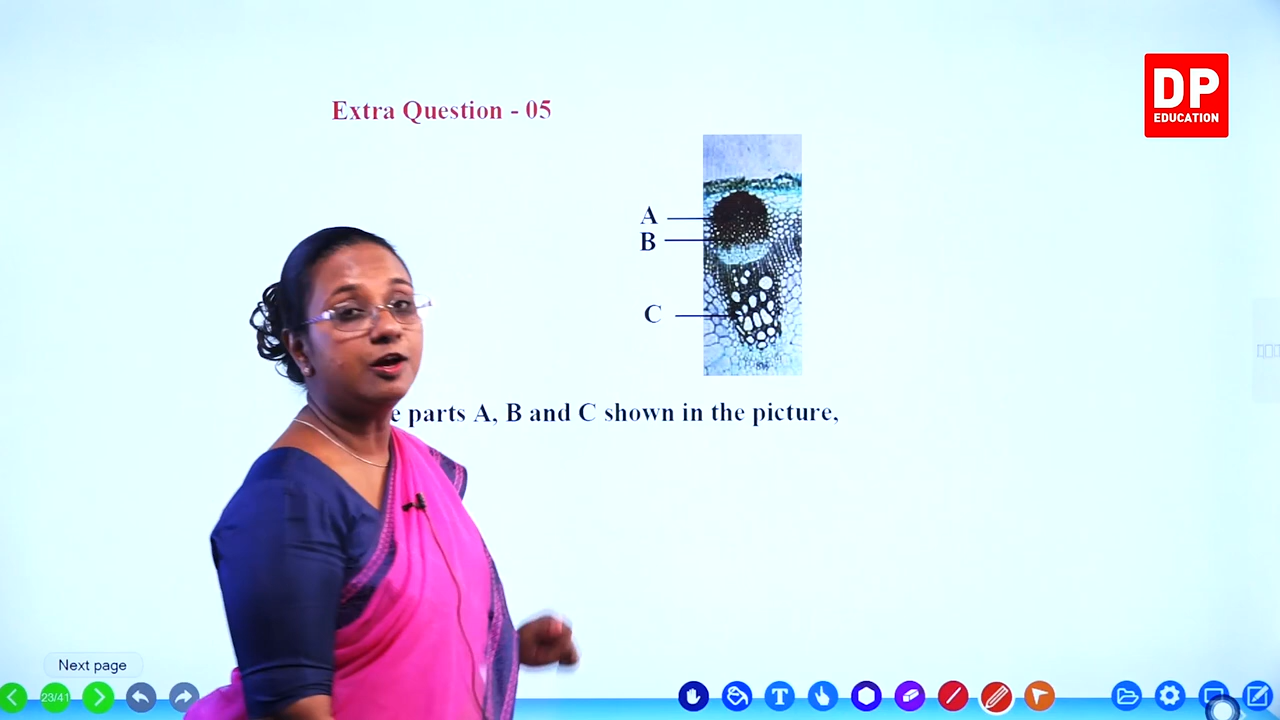 DP
EDUCATION
Extra Question - 05
A
B
C
parts A, B and C shown in the picture,
Next page
23/41
T